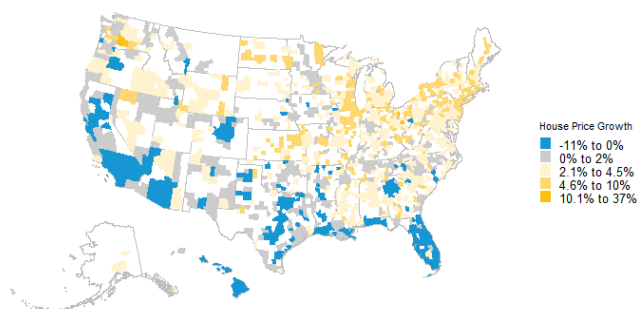 House Price Growth
-11% to 0%
0% to 2%
2.1% to 4.5%
4.6% to 10%
10.1% to 37%